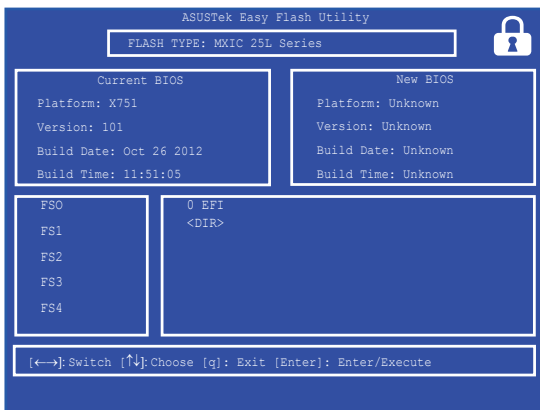 ASUSTek Easy Flash Utility
FLASH TYPE: MXIC 25L Series
Current BIOS
Platform: X751
Version: 101
Build Date: Oct 26 2012
Build Time: 11:51:05
New BIOS
Platform: Unknown
Version: Unknown
Build Date: Unknown
Build Time: Unknown
FSO
FS1
FS2
FS3
FS4
0 EFI
<DIR>
[←→]: Switch [↑↓]: Choose [q]: Exit [Enter]: Enter/Execute